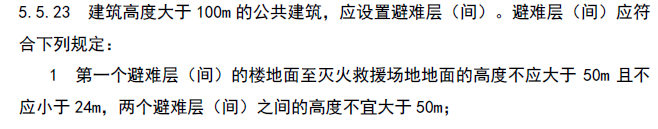 5.5.23　建筑高度大于100m的公共建筑，应设置避难层（间）。避难层（间）应符
合下列规定：
1　第一个避难层（间）的楼地面至灭火救援场地地面的高度不应大于 50m 且不
应小于 24m，两个避难层（间）之间的高度不宜大于 50m；